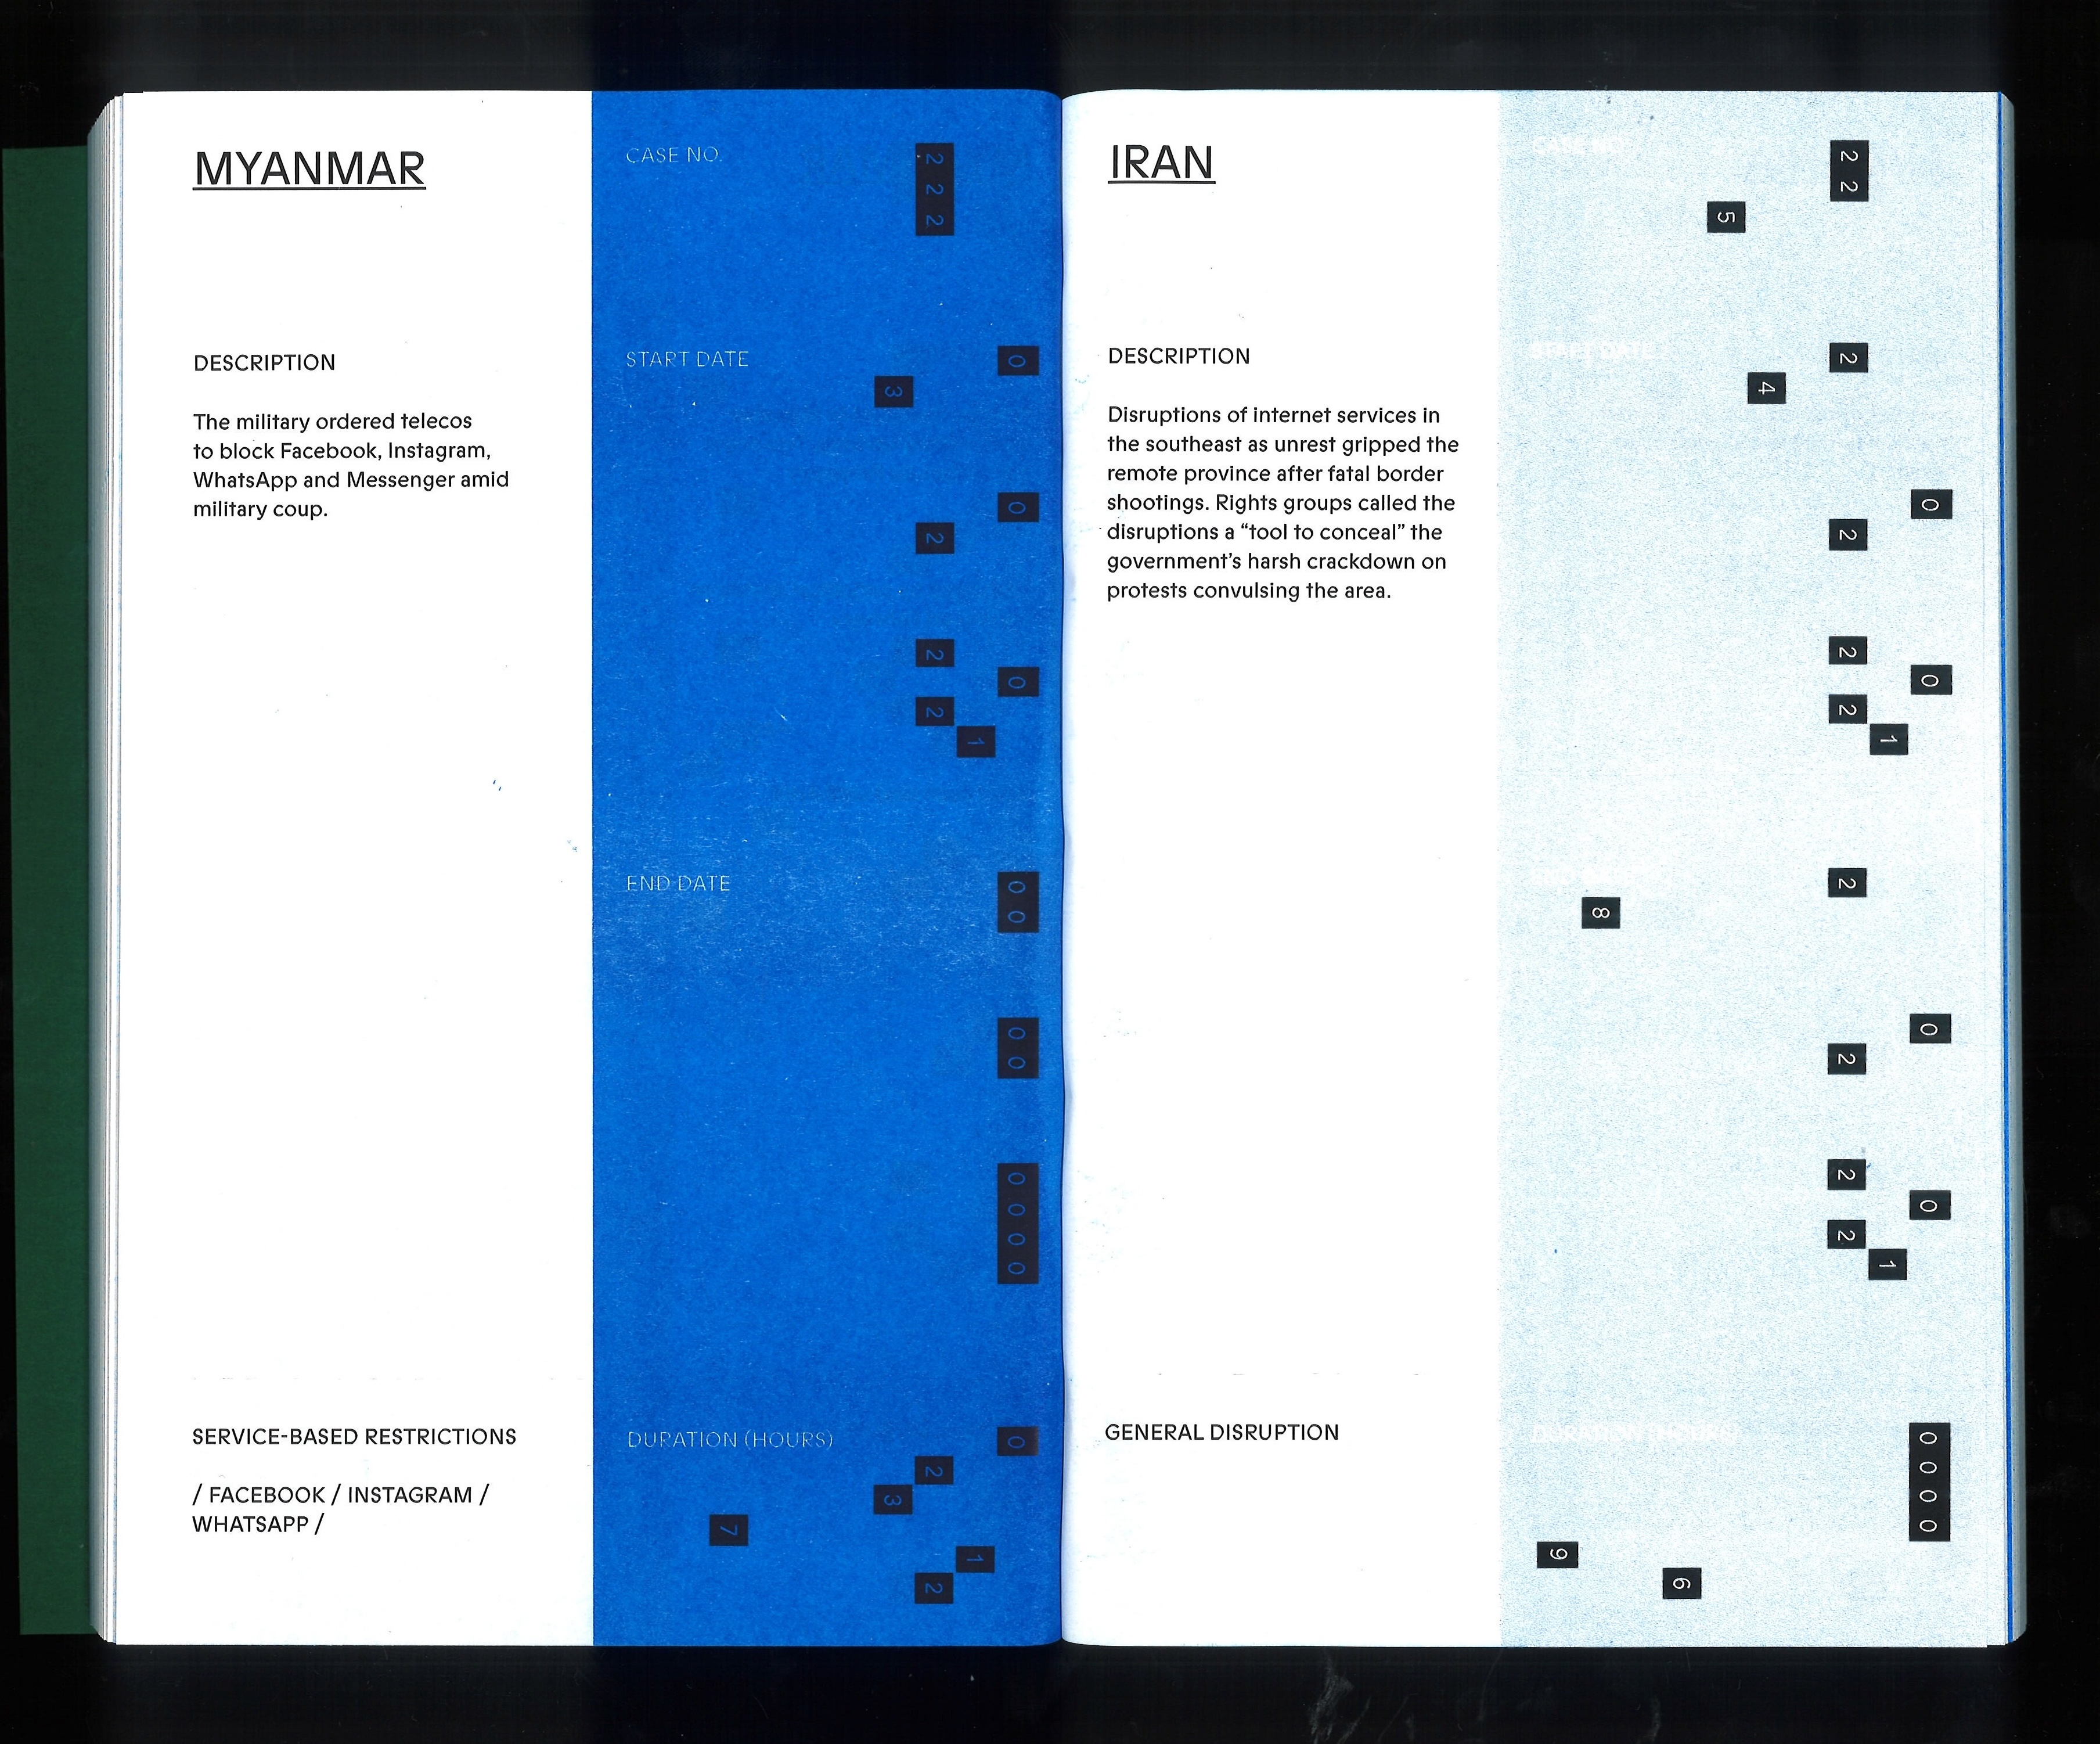 MYANMAR
DESCRIPTION
The military ordered telecos
to block Facebook, Instagram,
WhatsApp and Messenger amid
military coup.
SERVICE-BASED RESTRICTIONS
/ FACEBOOK / INSTAGRAM /
WHATSAPP /
CASE NO.
2
2
2
START DATE
0
3
0
2
2
0
2
1
END DATE
0
0
0
0
0
0
0
0
DURATION (HOURS)
0
2
3
7
1
2
IRAN
DESCRIPTION
Disruptions of internet services in
the southeast as unrest gripped the
remote province after fatal border
shootings. Rights groups called the
disruptions a “tool to conceal” the
government’s harsh crackdown on
protests convulsing the area.
GENERAL DISRUPTION
CASE NO.
2
2
5
START DATE
2
4
0
2
2
0
2
1
2
8
0
2
2
0
2
1
DURATION (HOURS)
0
0
0
0
9
6